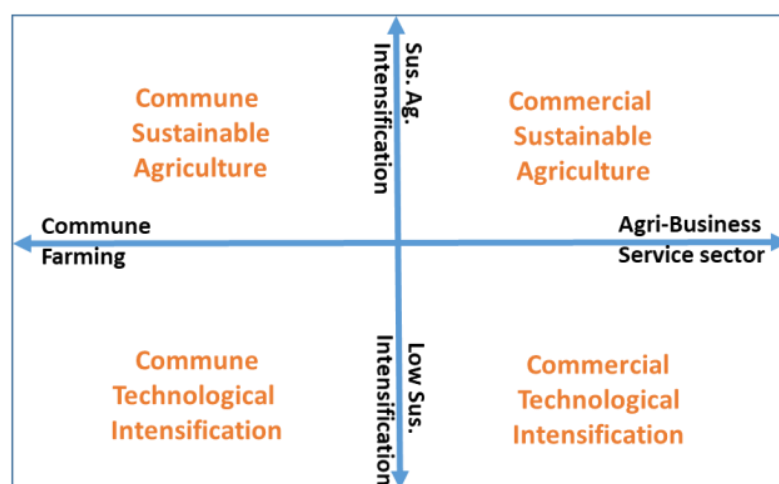 Sus. Ag.
Intensification
Commune
Sustainable
Agriculture
Commercial
Sustainable
Agriculture
Commune
Farming
Agri-Business
Service sector
Low Sus.
Intensification
Commune
Technological
Intensification
Commercial
Technological
Intensification